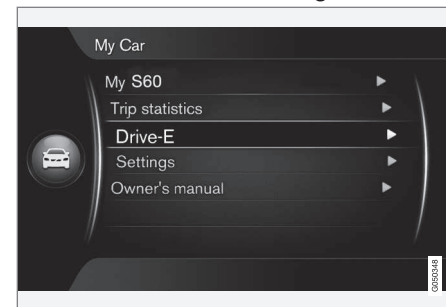 My Car
My S60
Trip statistics
Drive-E
Settings
Owner's manual
G050348